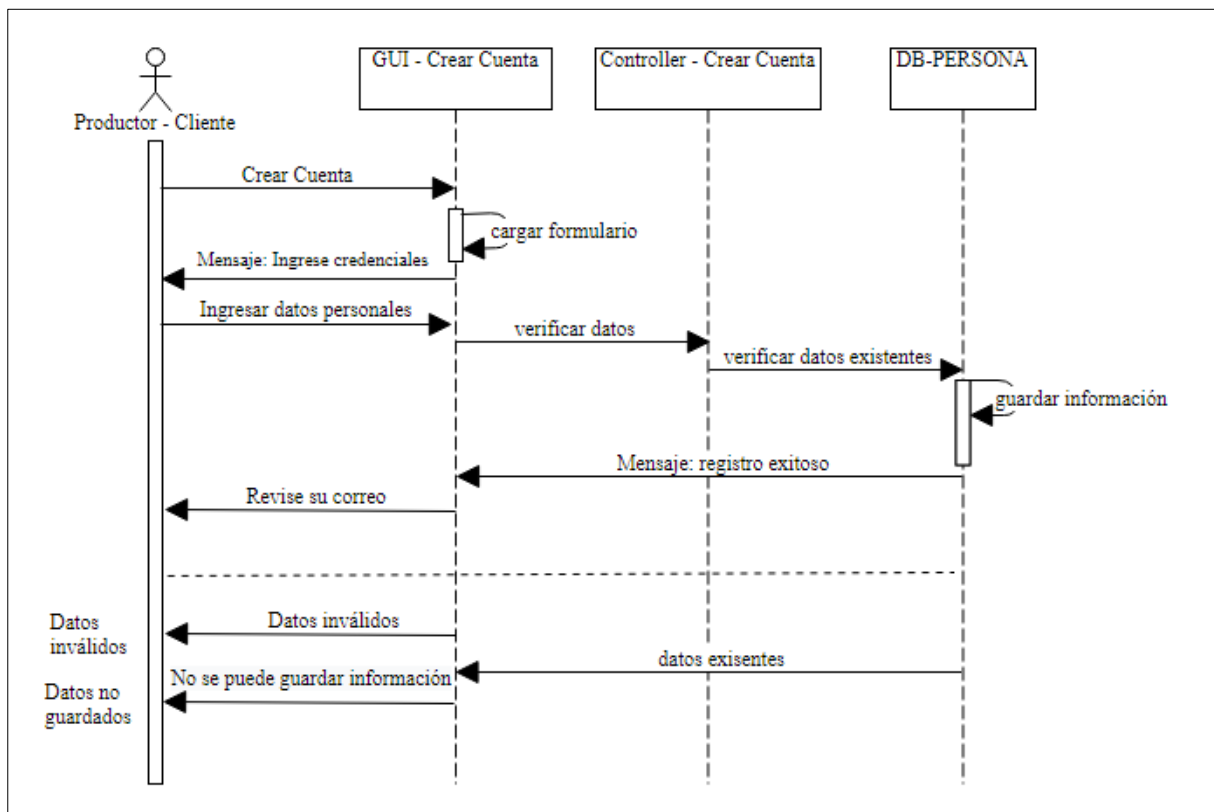 GUI - Crear Cuenta
Controller - Crear Cuenta
DB-PERSONA
Productor - Cliente
Crear Cuenta
cargar formulario
Mensaje: Ingrese credenciales
Ingresar datos personales
verificar datos
verificar datos existentes
guardar información
Mensaje: registro exitoso
Revise su correo
Datos
inválidos
Datos inválidos
datos exisentes
No se puede guardar información
Datos no
guardados